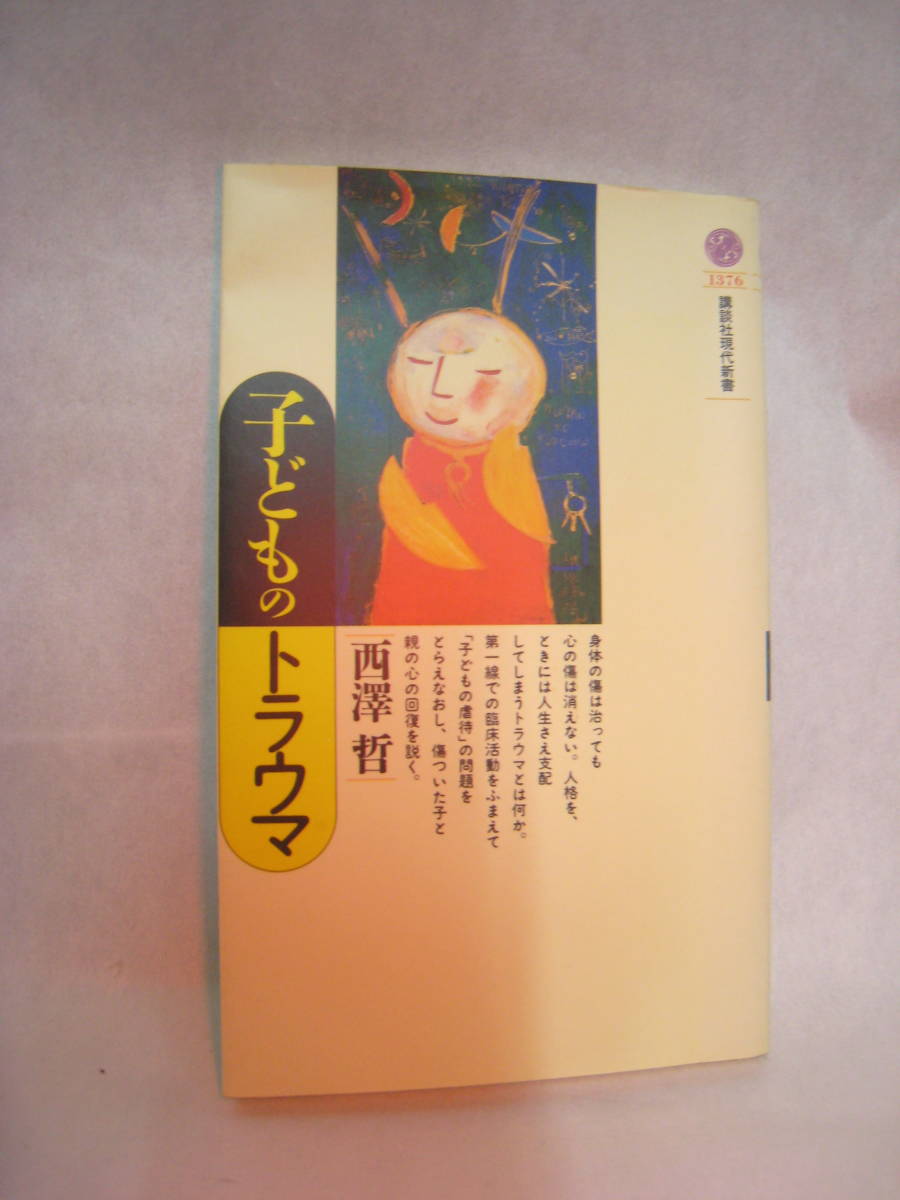 1376
講談社現代新書
子どもの
トラウマ
西澤 哲
身体の傷は治っても
心の傷は消えない。人格を、
ときには人生さえ支配
してしまうトラウマとは何か。
第一線での臨床活動をふまえて
「子どもの虐待」の問題を
とらえなおし、傷ついた子と
親の心の回復を説く。